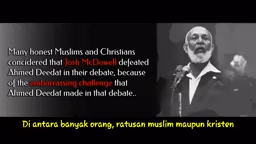 Many honest Muslims and Christians
concidered that Josh McDowell defeated
Ahmed Deedat in their debate, because
of the embarrassing challenge that
Ahmed Deedat made in that debate..
Di antara banyak orang, ratusan muslim maupun kristen